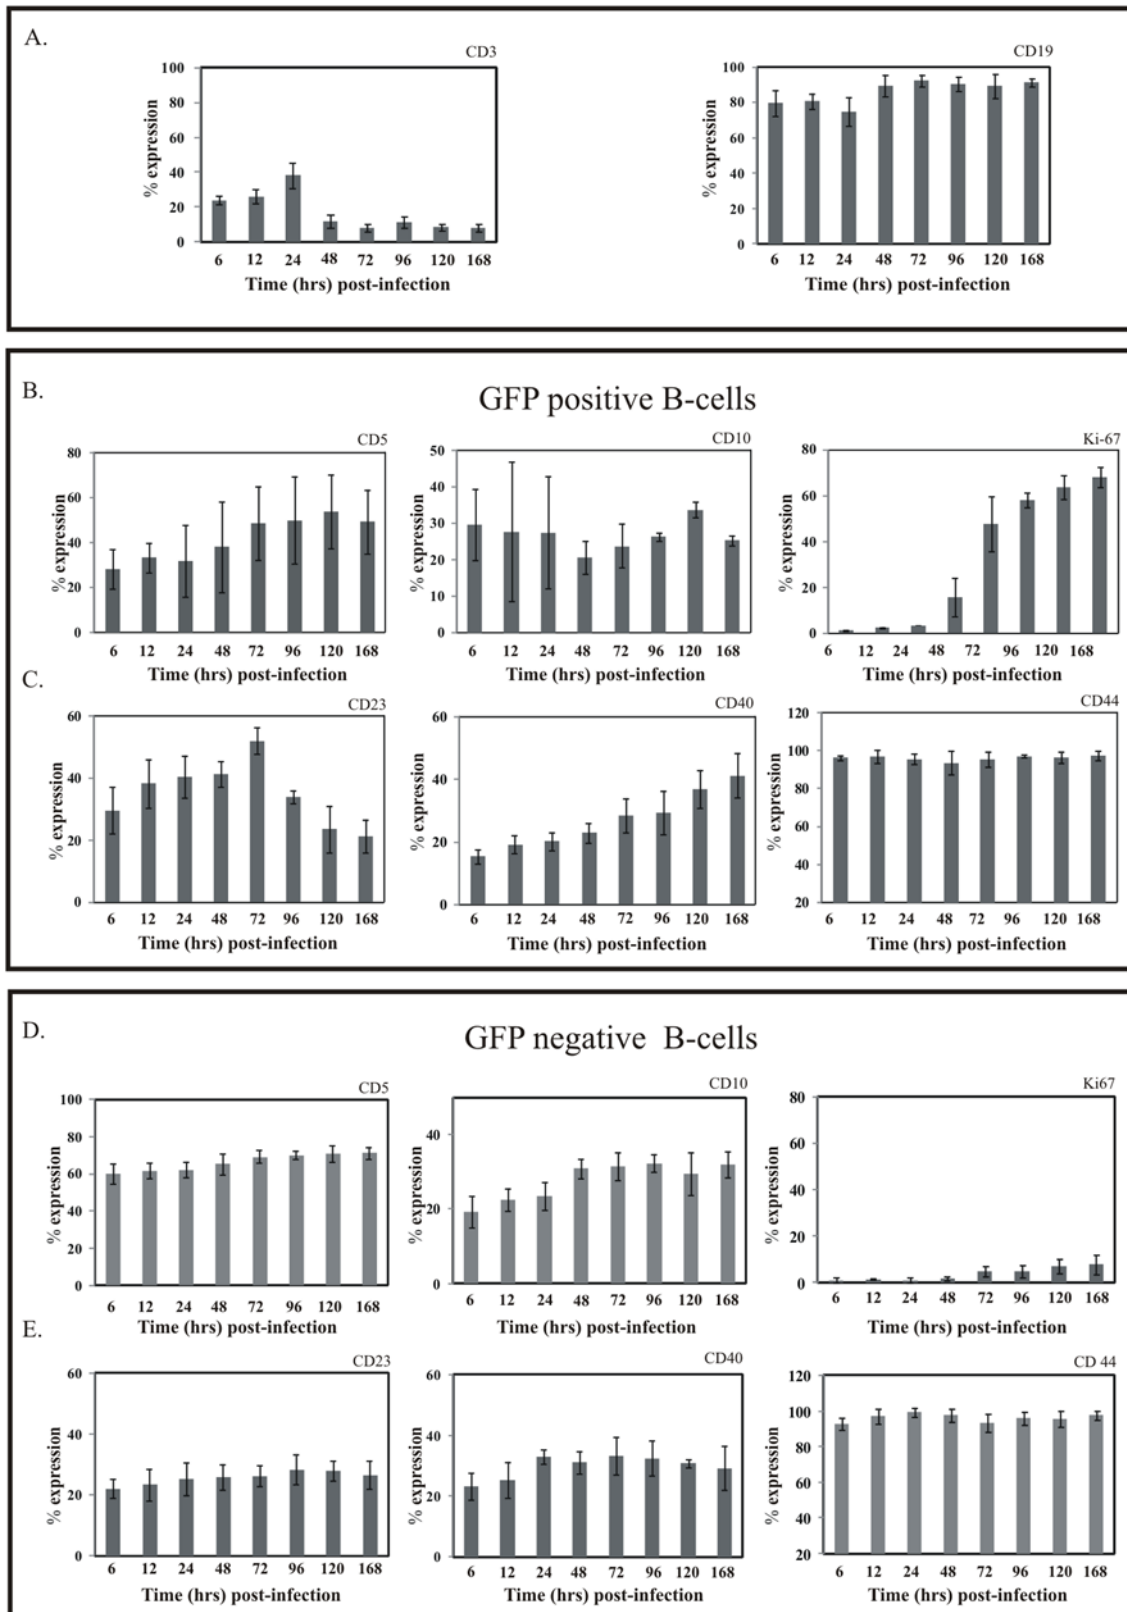 A.
CD3
100
80
60
40
20
0
% expression
6 12 24 48 72 96 120 168
Time (hrs) post-infection
CD19
100
80
60
40
20
0
% expression
6 12 24 48 72 96 120 168
Time (hrs) post-infection
B.
GFP positive B-cells
CD5
80
60
40
20
0
% expression
6 12 24 48 72 96 120 168
Time (hrs) post-infection
CD10
50
40
30
20
10
0
% expression
6 12 24 48 72 96 120 168
Time (hrs) post-infection
Ki-67
80
60
40
20
0
% expression
6 12 24 48 72 96 120 168
Time (hrs) post-infection
C.
CD23
60
40
20
0
% expression
6 12 24 48 72 96 120 168
Time (hrs) post-infection
CD40
60
40
20
0
% expression
6 12 24 48 72 96 120 168
Time (hrs) post-infection
CD44
120
100
80
60
40
20
% expression
6 12 24 48 72 96 120 168
Time (hrs) post-infection
D.
GFP negative B-cells
CD5
100
80
60
40
20
0
% expression
6 12 24 48 72 96 120 168
Time (hrs) post-infection
CD10
40
20
0
% expression
6 12 24 48 72 96 120 168
Time (hrs) post-infection
Ki67
80
60
40
20
0
% expression
6 12 24 48 72 96 120 168
Time (hrs) post-infection
E.
CD23
60
40
20
0
% expression
6 12 24 48 72 96 120 168
Time (hrs) post-infection
CD40
60
40
20
0
% expression
6 12 24 48 72 96 120 168
Time (hrs) post-infection
CD 44
120
100
80
60
40
20
% expression
6 12 24 48 72 96 120 168
Time (hrs) post-infection